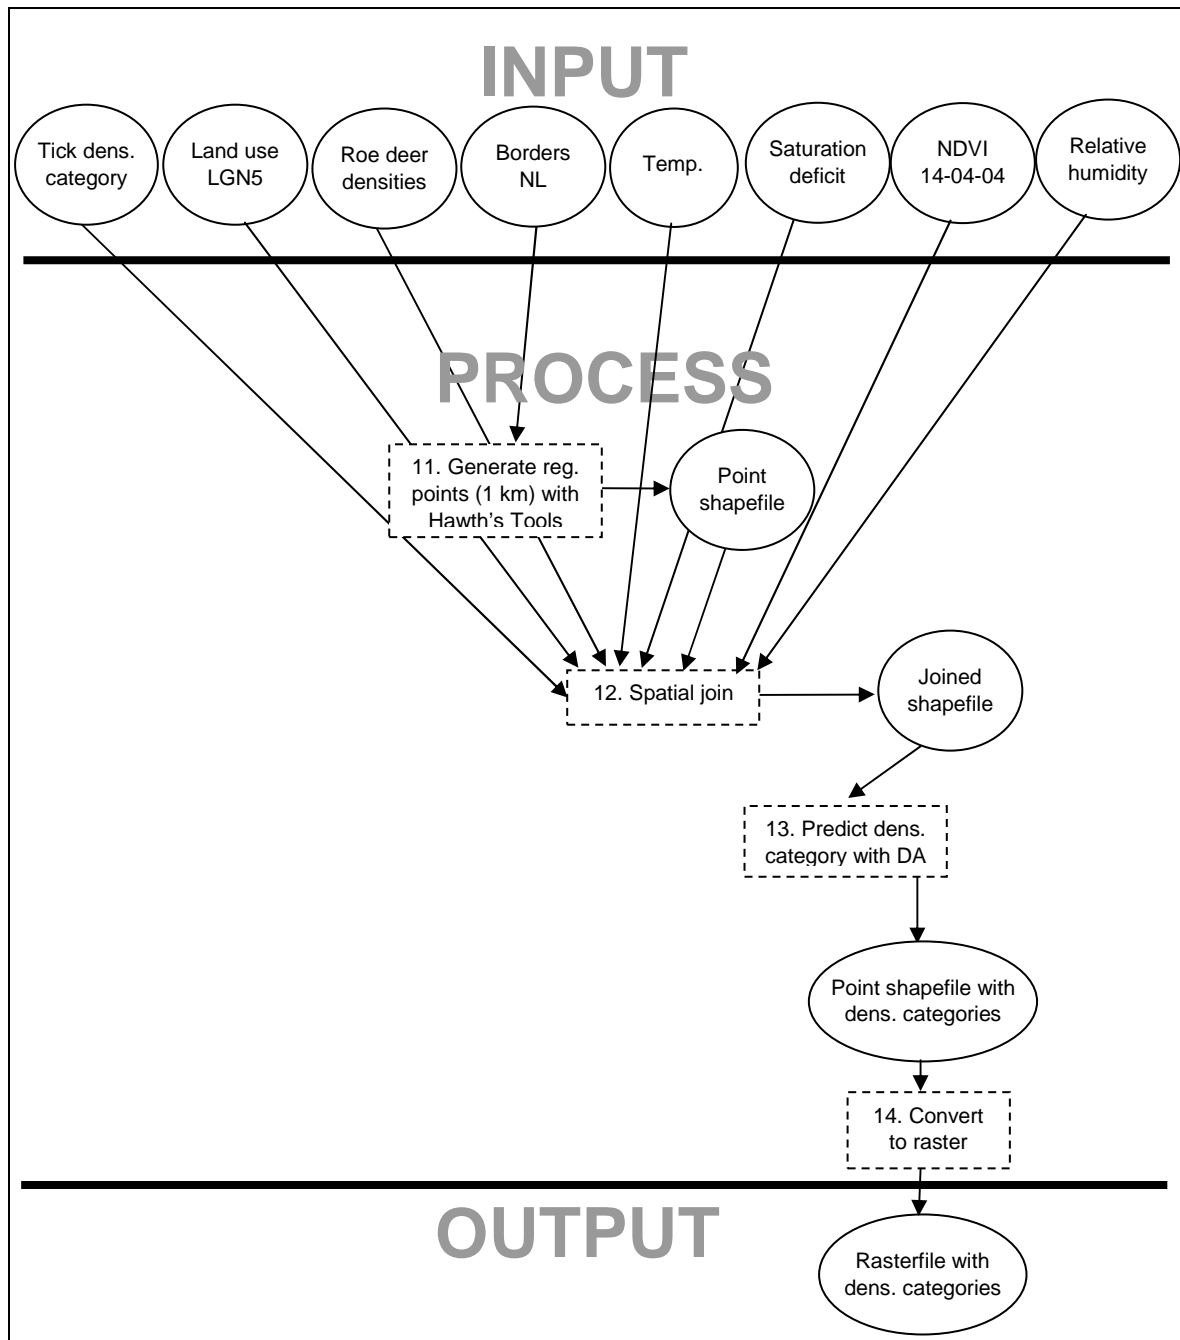 INPUT
Tick dens.
category
Land use
LGN5
Roe deer
densities
Borders
NL
Temp.
Saturation
deficit
NDVI
14-04-04
Relative
humidity
PROCESS
11. Generate reg.
points (1 km) with
Hawth's Tools
Point
shapefile
12. Spatial join
Joined
shapefile
13. Predict dens.
category with DA
Point shapefile with
dens. categories
14. Convert
to raster
OUTPUT
Rasterfile with
dens. categories